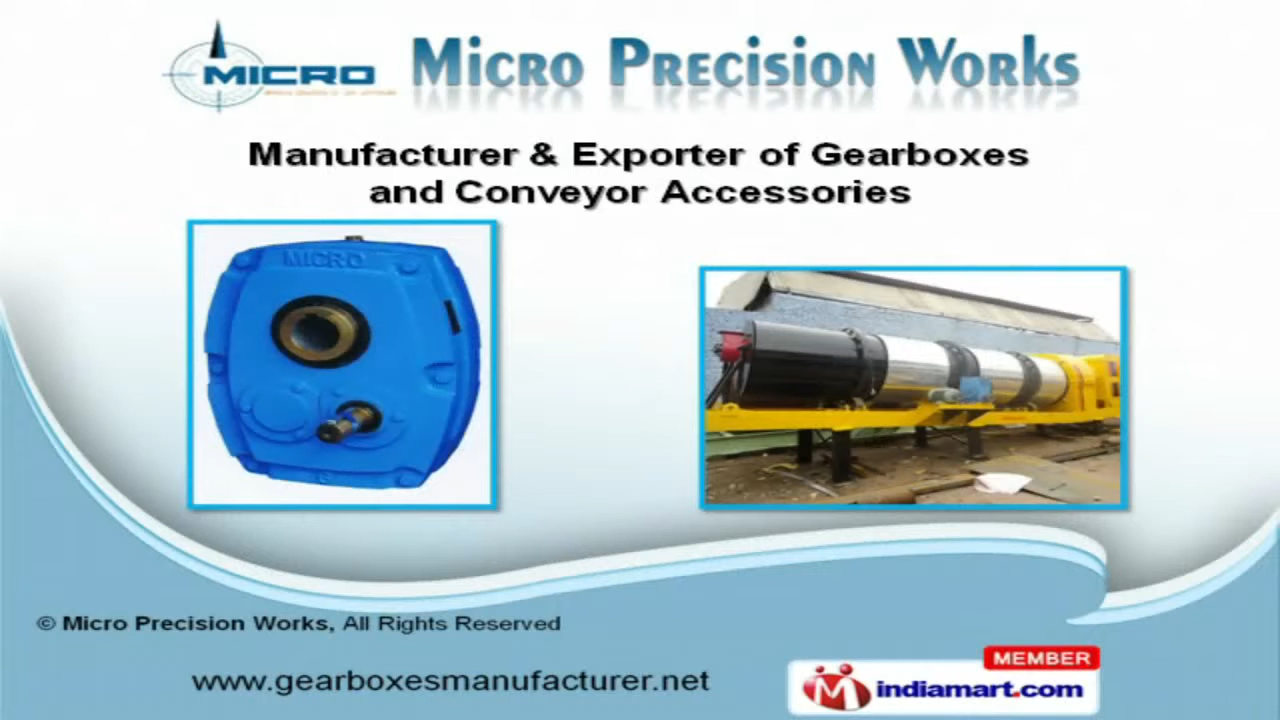 MICRO
Micro Precision Works
Manufacturer & Exporter of Gearboxes
and Conveyor Accessories
MICRO
© Micro Precision Works, All Rights Reserved
www.gearboxesmanufacturer.net
MEMBER
indiamart.com